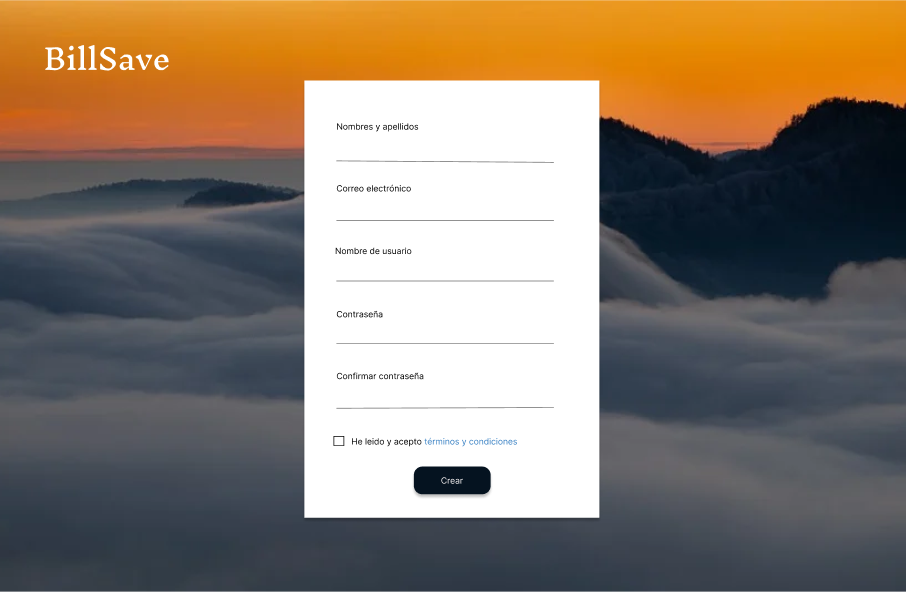 BillSave
Nombres y apellidos
Correo electrónico
Nombre de usuario
Contraseña
Confirmar contraseña
He leido y acepto términos y condiciones
Crear